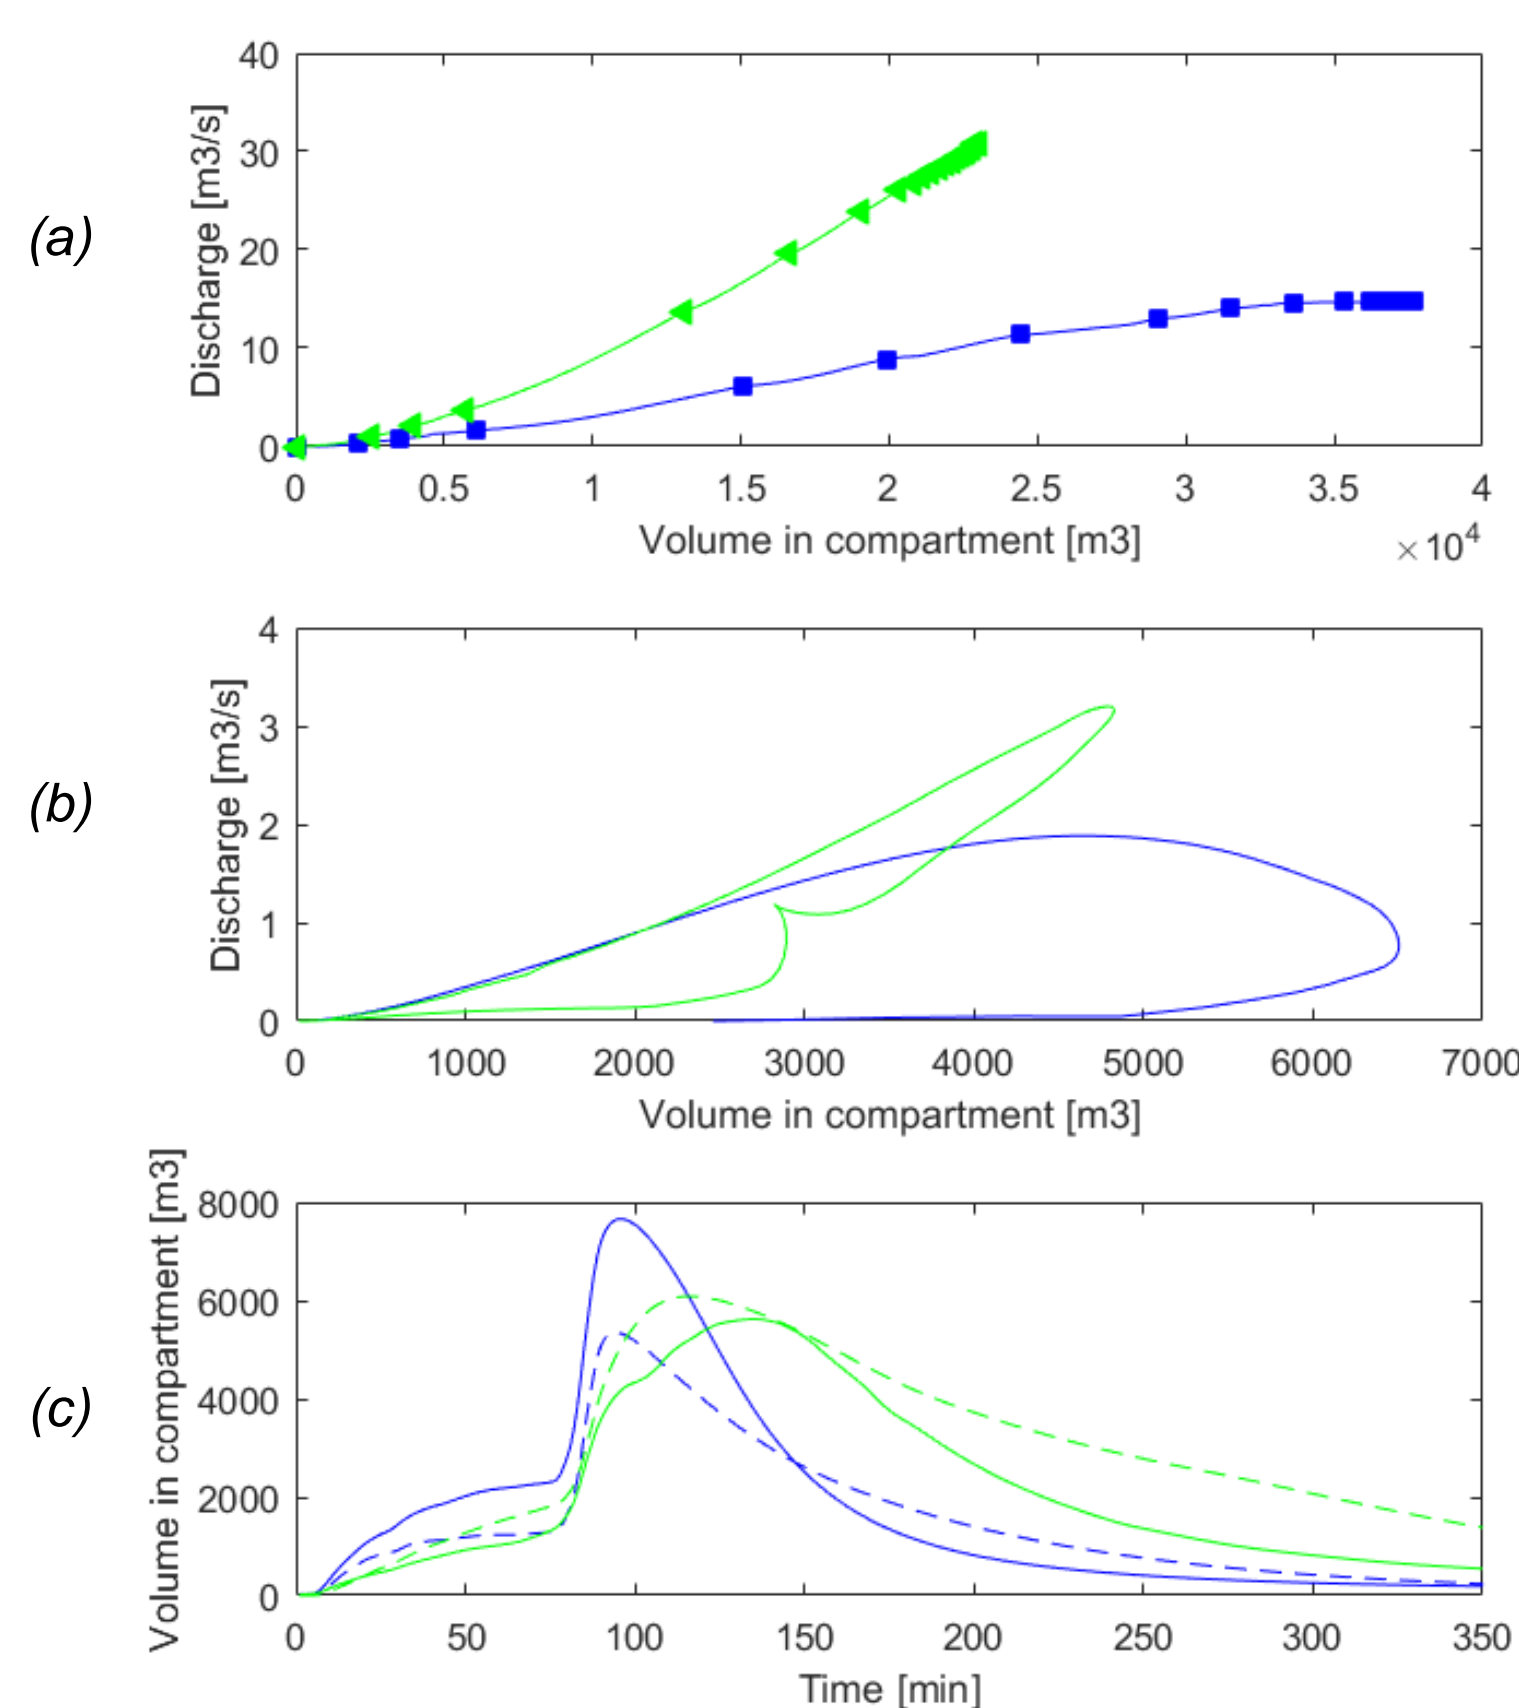 (a)
Discharge [m3/s]
40
30
20
10
0
0 0.5 1 1.5 2 2.5 3 3.5 4
Volume in compartment [m3]
×10⁴
(b)
Discharge [m3/s]
4
3
2
1
0
0 1000 2000 3000 4000 5000 6000 7000
Volume in compartment [m3]
(c)
Volume in compartment [m3]
8000
6000
4000
2000
0
0 50 100 150 200 250 300 350
Time [min]